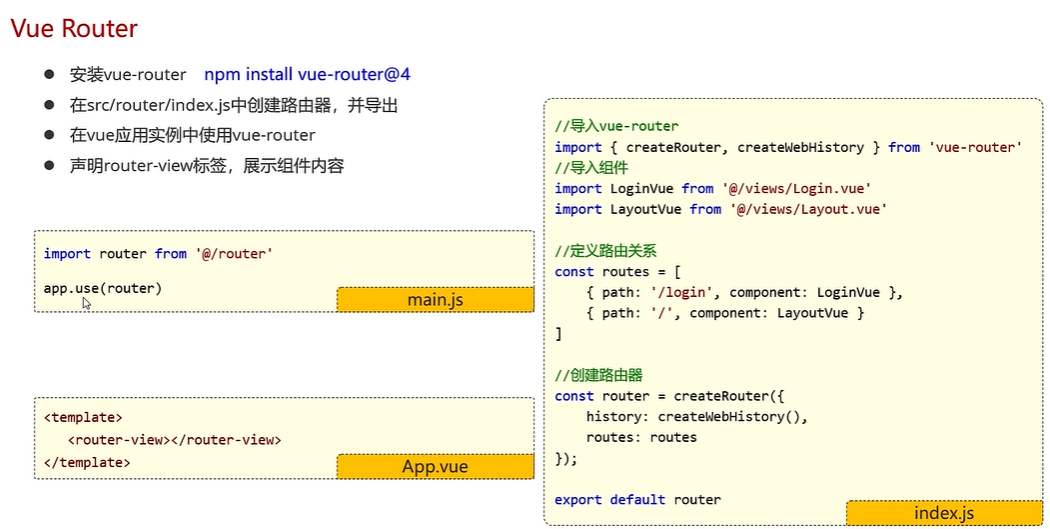 Vue Router
安装vue-router npm install vue-router@4
在src/router/index.js中创建路由器，并导出
在vue应用实例中使用vue-router
声明router-view标签，展示组件内容
import router from '@/router'
app.use(router)
main.js
<template>
<router-view></router-view>
</template>
App.vue
//导入vue-router
import { createRouter, createWebHistory } from 'vue-router'
//导入组件
import LoginVue from '@/views/Login.vue'
import LayoutVue from '@/views/Layout.vue'
//定义路由关系
const routes = [
{ path: '/login', component: LoginVue },
{ path: '/', component: LayoutVue }
]
//创建路由器
const router = createRouter({
history: createWebHistory(),
routes: routes
});
export default router
index.js